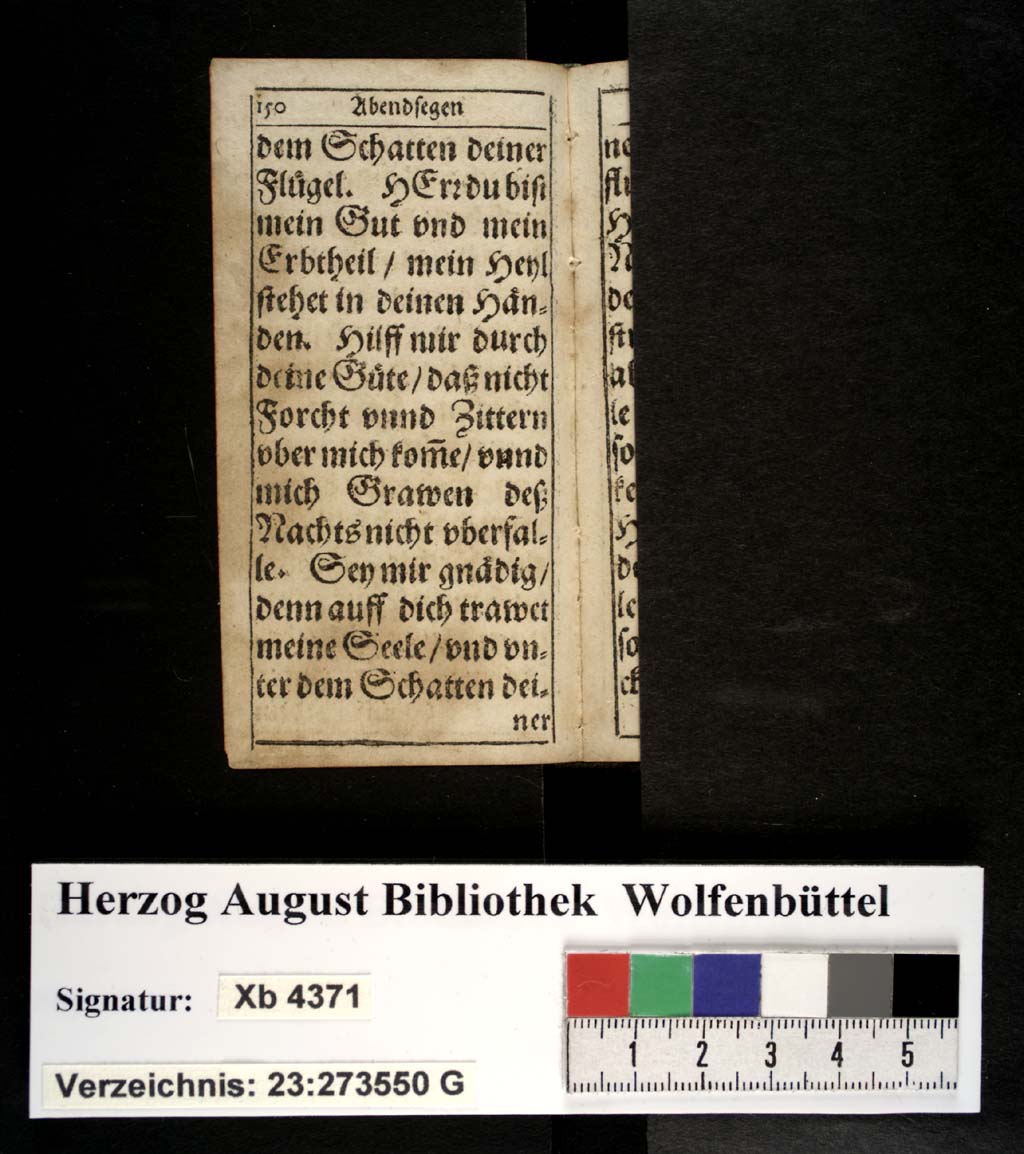 150 Abendsegen
dem Schatten deiner
Flügel. HErr du bist
mein Gut vnd mein
Erbtheil / mein Heyl
stehet in deinen Hän-
den. Hilff mir durch
deine Güte / daß nicht
Forcht vnnd Zittern
vber mich kom̅e / vnnd
mich Grawen deß
Nachts nicht vberfal-
le. Sey mir gnädig /
denn auff dich trawet
meine Seele / vnd vn-
ter dem Schatten dei-
ner
Herzog August Bibliothek Wolfenbüttel
Signatur: Xb 4371
Verzeichnis: 23:273550 G
1 2 3 4 5